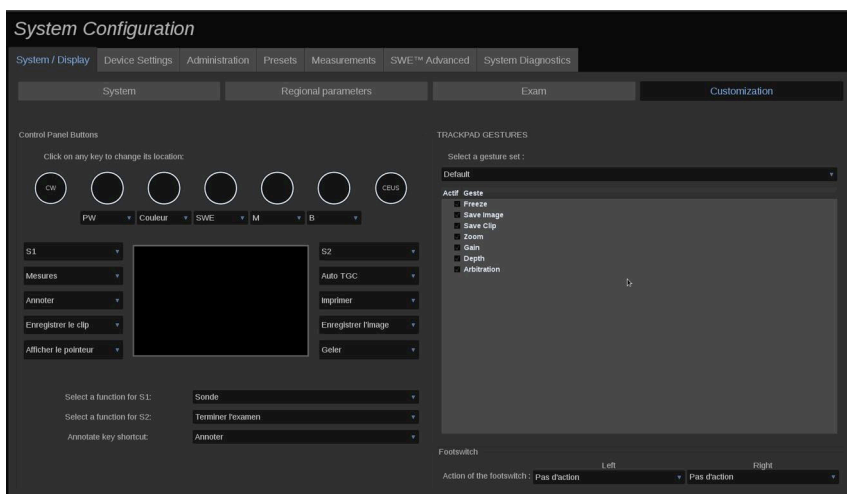 System Configuration
System / Display Device Settings Administration Presets Measurements SWE™ Advanced System Diagnostics
System Regional parameters Exam Customization
Control Panel Buttons
Click on any key to change its location:
CW CEUS
PW Couleur SWE M B
S1 S2
Mesures Auto TGC
Annoter Imprimer
Enregistrer le clip Enregistrer l'image
Afficher le pointeur Geler
Select a function for S1: Sonde
Select a function for S2: Terminer l'examen
Annotate key shortcut: Annoter
TRACKPAD GESTURES
Select a gesture set :
Default
Actif Geste
Freeze
Save Image
Save Clip
Zoom
Gain
Depth
Arbitration
Footswitch
Left Right
Action of the footswitch : Pas d'action Pas d'action